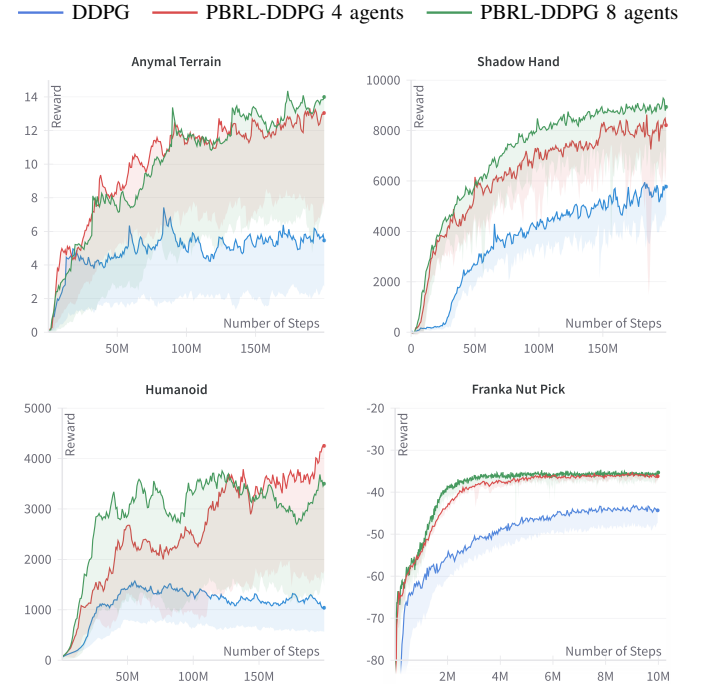 DDPG PBRL-DDPG 4 agents PBRL-DDPG 8 agents
Anymal Terrain
Reward
14
12
10
8
6
4
2
0
Number of Steps
50M 100M 150M
Shadow Hand
Reward
10000
8000
6000
4000
2000
0
Number of Steps
0 50M 100M 150M
Humanoid
Reward
5000
4000
3000
2000
1000
0
Number of Steps
50M 100M 150M
Franka Nut Pick
Reward
-20
-30
-40
-50
-60
-70
-80
Number of Steps
2M 4M 6M 8M 10M